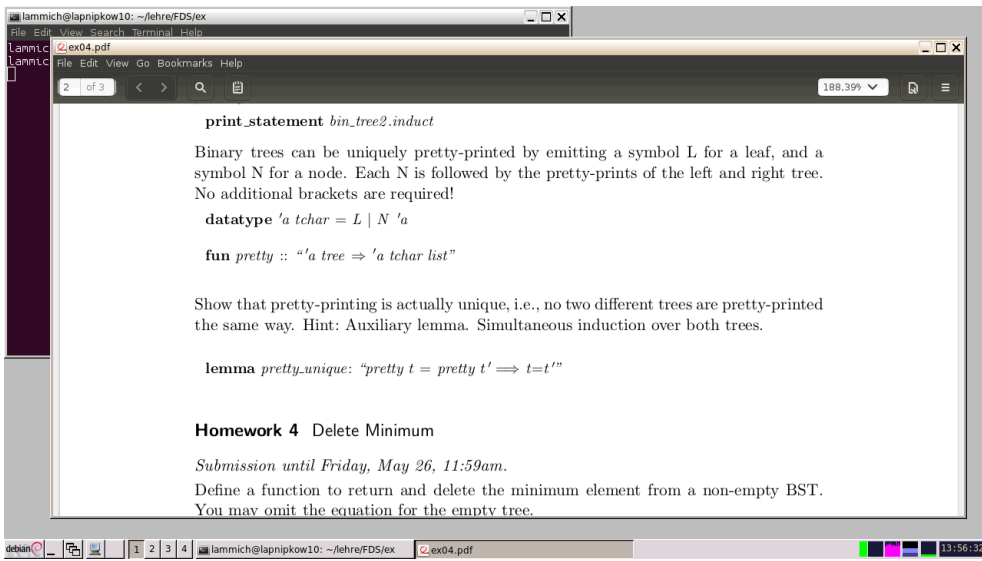 lammich@lapnipkow10: ~/lehre/FDS/ex
File Edit View Search Terminal Help
lammic
lammic
ex04.pdf
File Edit View Go Bookmarks Help
2 of 3
188,39%
print_statement bin_tree2.induct
Binary trees can be uniquely pretty-printed by emitting a symbol L for a leaf, and a
symbol N for a node. Each N is followed by the pretty-prints of the left and right tree.
No additional brackets are required!
datatype 'a tchar = L | N 'a
fun pretty :: “'a tree ⇒ 'a tchar list”
Show that pretty-printing is actually unique, i.e., no two different trees are pretty-printed
the same way. Hint: Auxiliary lemma. Simultaneous induction over both trees.
lemma pretty_unique: “pretty t = pretty t' ⟹ t=t'”
Homework 4 Delete Minimum
Submission until Friday, May 26, 11:59am.
Define a function to return and delete the minimum element from a non-empty BST.
You may omit the equation for the empty tree.
debian
1 2 3 4
lammich@lapnipkow10: ~/lehre/FDS/ex
ex04.pdf
13:56:32